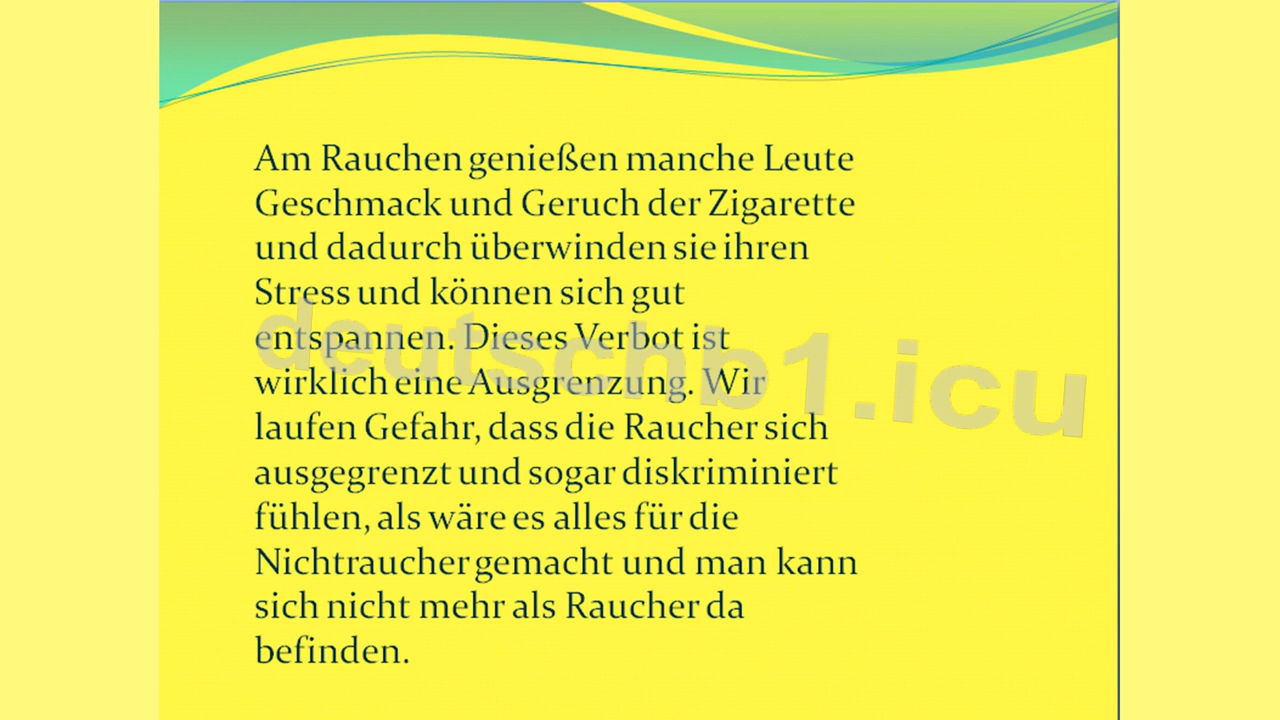 Am Rauchen genießen manche Leute
Geschmack und Geruch der Zigarette
und dadurch überwinden sie ihren
Stress und können sich gut
entspannen. Dieses Verbot ist
wirklich eine Ausgrenzung. Wir
laufen Gefahr, dass die Raucher sich
ausgegrenzt und sogar diskriminiert
fühlen, als wäre es alles für die
Nichtraucher gemacht und man kann
sich nicht mehr als Raucher da
befinden.
deutschb1.icu